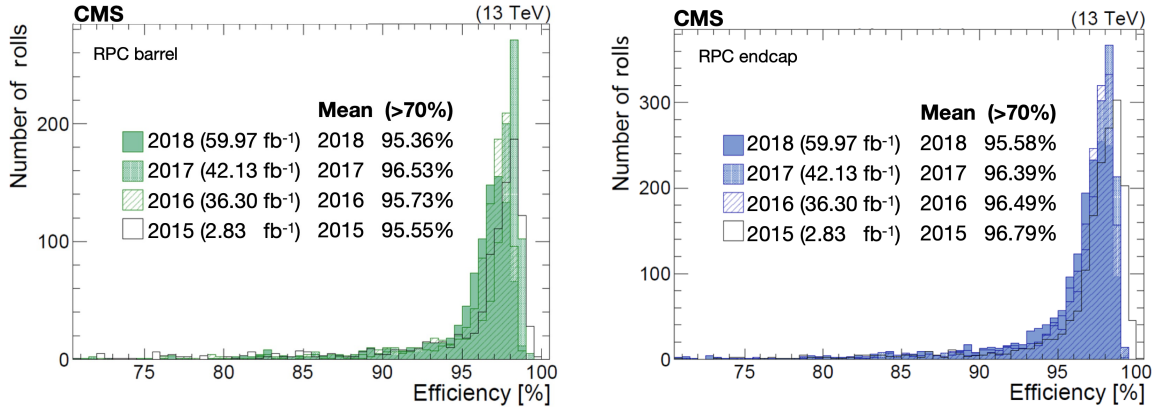 CMS
(13 TeV)
Number of rolls
RPC barrel
Mean (>70%)
2018 (59.97 fb-1) 2018 95.36%
2017 (42.13 fb-1) 2017 96.53%
2016 (36.30 fb-1) 2016 95.73%
2015 (2.83 fb-1) 2015 95.55%
200
100
0
75 80 85 90 95 100
Efficiency [%]
CMS
(13 TeV)
Number of rolls
RPC endcap
Mean (>70%)
2018 (59.97 fb-1) 2018 95.58%
2017 (42.13 fb-1) 2017 96.39%
2016 (36.30 fb-1) 2016 96.49%
2015 (2.83 fb-1) 2015 96.79%
300
200
100
0
75 80 85 90 95 100
Efficiency [%]